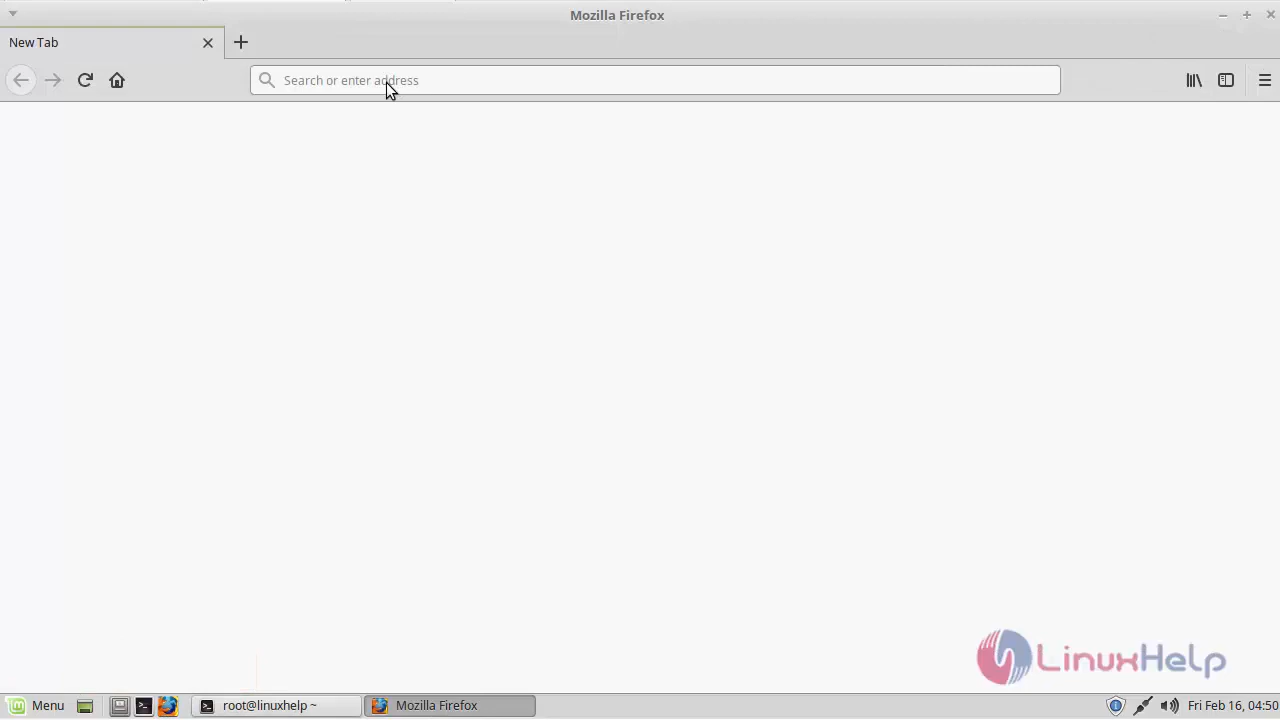 Mozilla Firefox
New Tab
Search or enter address
LinuxHelp
Menu
root@linuxhelp ~
Mozilla Firefox
Fri Feb 16, 04:50